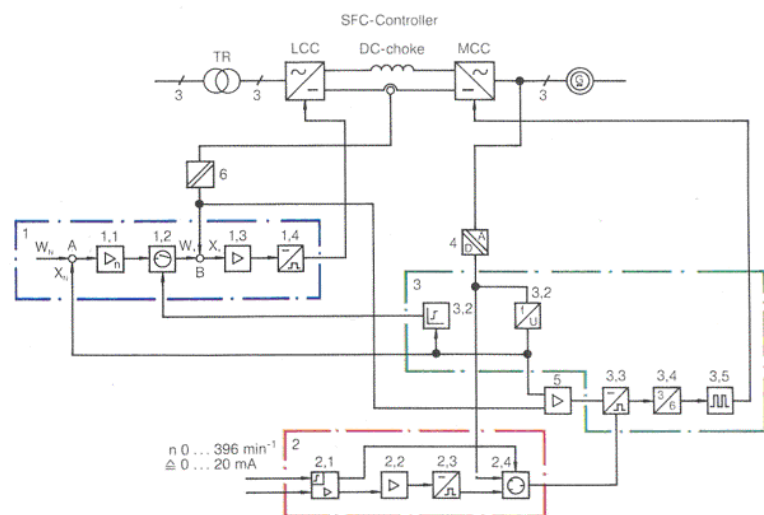 SFC-Controller
TR
LCC
DC-choke
MCC
3
3
3
G
6
1
1,1
1,2
1,3
1,4
W_N
A
X_N
n
W_I
B
X_I
4
A
D
3
3,2
3,2
f
U
5
3,3
3,4
3,5
3
6
n 0 ... 396 min⁻¹
≙ 0 ... 20 mA
2
2,1
2,2
2,3
2,4